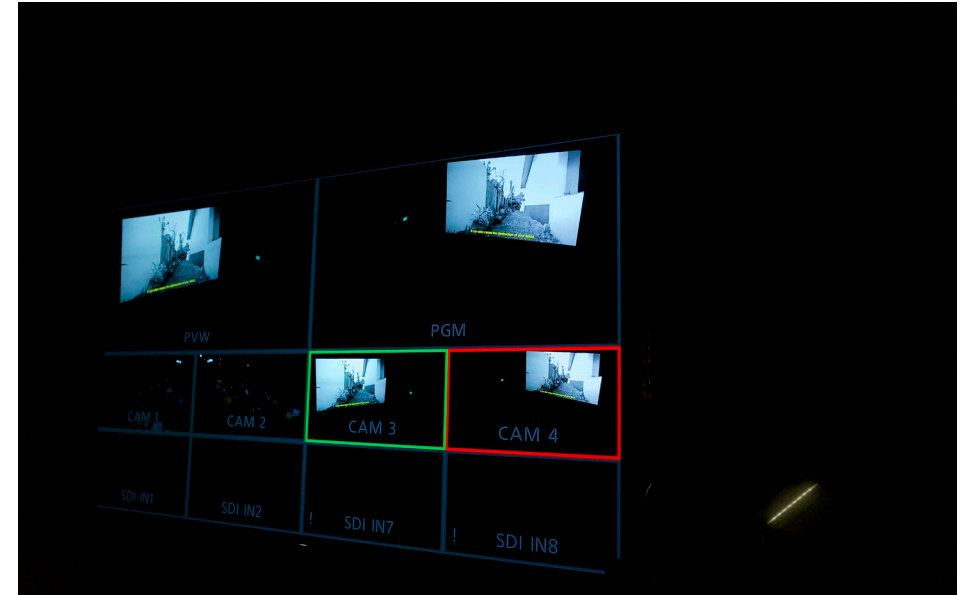 PVW
PGM
CAM 1
CAM 2
CAM 3
CAM 4
SDI IN1
SDI IN2
! SDI IN7
! SDI IN8